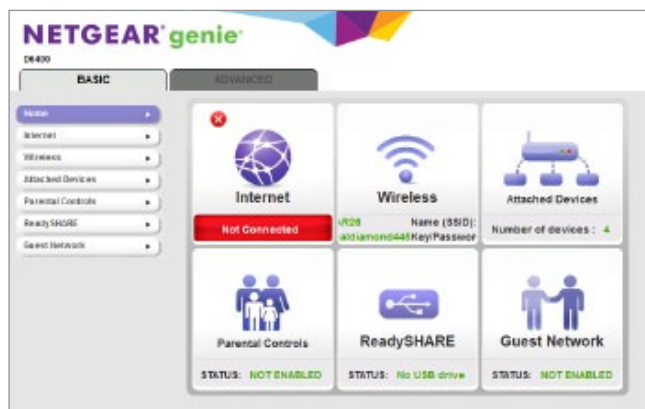 NETGEAR genie
D6400
BASIC
ADVANCED
Home
Internet
Wireless
Attached Devices
Parental Controls
ReadySHARE
Guest Network
Internet
Not Connected
Wireless
Name (SSID):
aldiamond445Key/Passwor
Attached Devices
Number of devices : 4
Parental Controls
STATUS: NOT ENABLED
ReadySHARE
STATUS: No USB drive
Guest Network
STATUS: NOT ENABLED